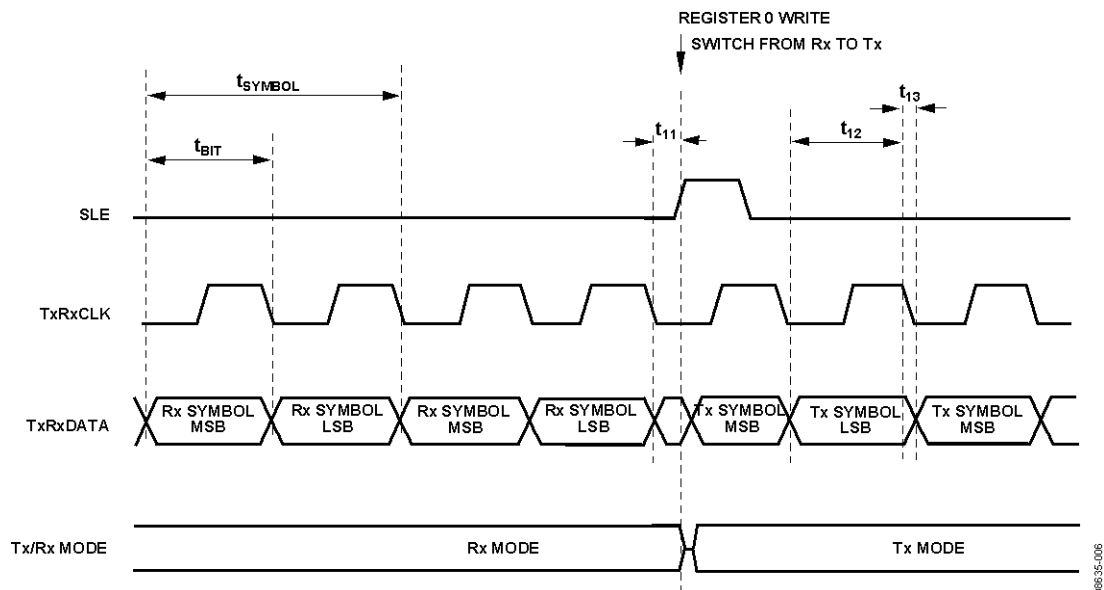 REGISTER 0 WRITE
SWITCH FROM Rx TO Tx
tSYMBOL
t13
t11
t12
tBIT
SLE
TxRxCLK
TxRxDATA
Rx SYMBOL MSB
Rx SYMBOL LSB
Rx SYMBOL MSB
Rx SYMBOL LSB
Tx SYMBOL MSB
Tx SYMBOL LSB
Tx SYMBOL MSB
Tx/Rx MODE
Rx MODE
Tx MODE
08635-006